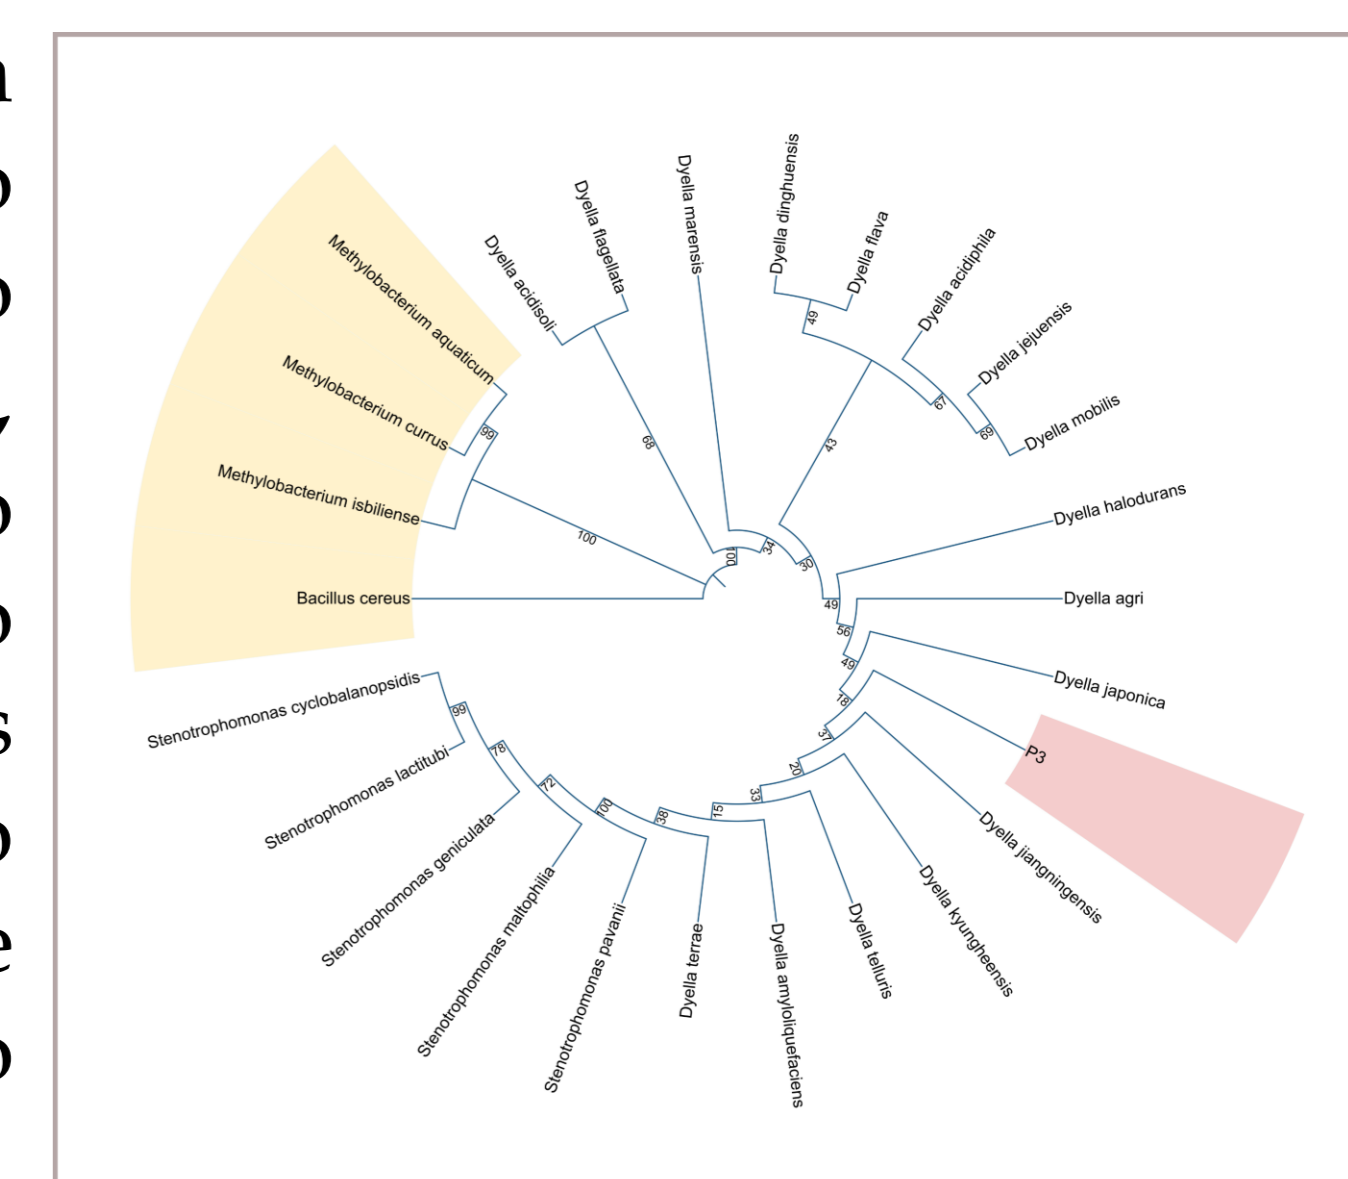 n
o
o
o
o
s
o
e
o
Dyella dinghuensis
Dyella flava
Dyella acidiphila
Dyella jejuensis
Dyella mobilis
Dyella halodurans
Dyella agri
Dyella japonica
P3
Dyella jiangningensis
Dyella kyungheensis
Dyella telluris
Dyella amyloliquefaciens
Dyella terrae
Stenotrophomonas pavanii
Stenotrophomonas maltophilia
Stenotrophomonas geniculata
Stenotrophomonas lactitubi
Stenotrophomonas cyclobalanopsidis
Bacillus cereus
Methylobacterium isbiliense
Methylobacterium currus
Methylobacterium aquaticum
Dyella acidisoli
Dyella flagellata
Dyella marensis
49
67
69
43
30
34
100
68
99
100
49
56
49
18
37
20
33
15
38
100
72
78
99